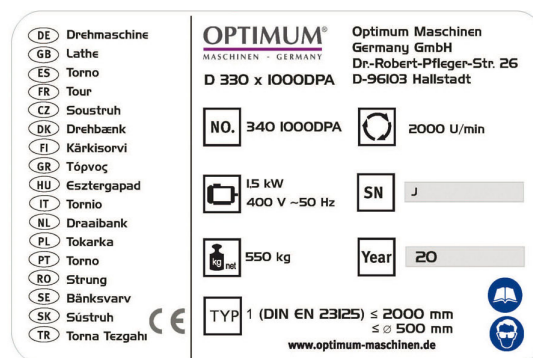 DE Drehmaschine
GB Lathe
ES Torno
FR Tour
CZ Soustruh
DK Drehbænk
FI Kärkisorvi
GR Τόρνος
HU Esztergapad
IT Tornio
NL Draaibank
PL Tokarka
PT Torno
RO Strung
SE Bänksvarv
SK Sústruh
TR Torna Tezgahı
CE
OPTIMUM®
MASCHINEN - GERMANY
D 330 x 1000DPA
Optimum Maschinen
Germany GmbH
Dr.-Robert-Pfleger-Str. 26
D-96103 Hallstadt
NO. 340 1000DPA
2000 U/min
1.5 kW
400 V ~50 Hz
SN J
kg net 550 kg
Year 20
TYP 1 (DIN EN 23125) ≤ 2000 mm
≤ ⌀ 500 mm
www.optimum-maschinen.de